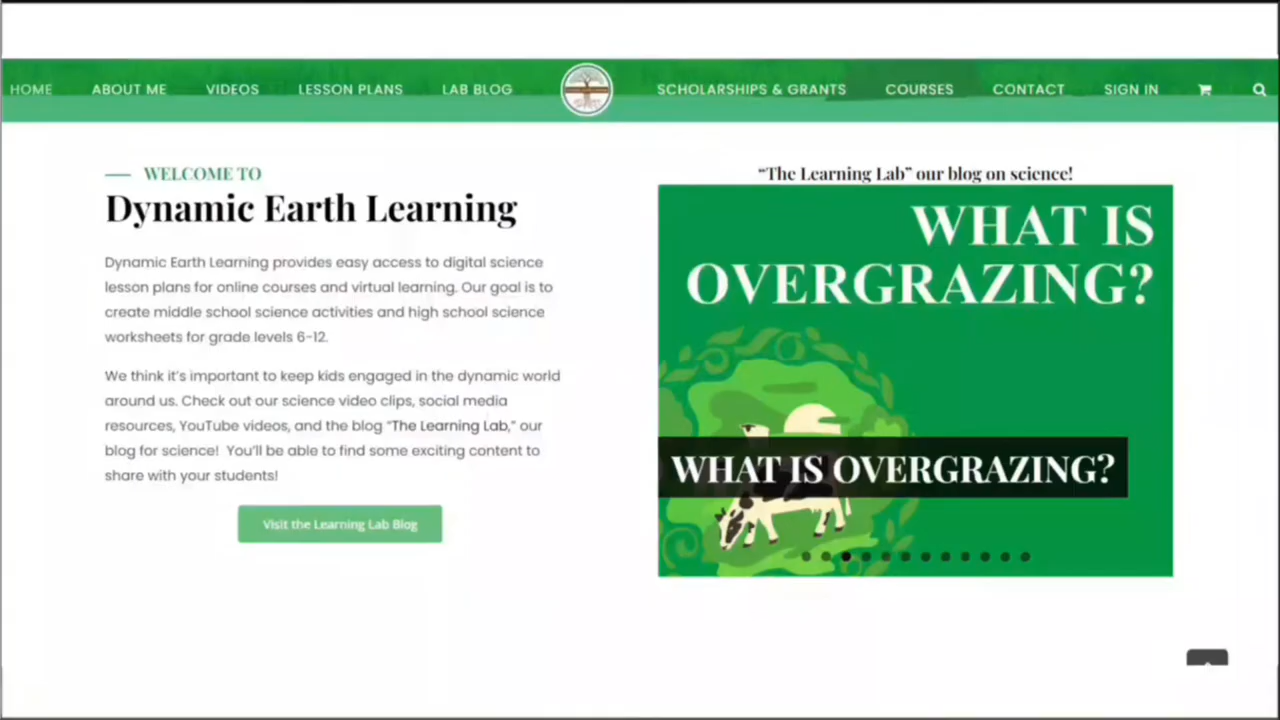 HOME ABOUT ME VIDEOS LESSON PLANS LAB BLOG SCHOLARSHIPS & GRANTS COURSES CONTACT SIGN IN
WELCOME TO
Dynamic Earth Learning
Dynamic Earth Learning provides easy access to digital science
lesson plans for online courses and virtual learning. Our goal is to
create middle school science activities and high school science
worksheets for grade levels 6-12.
We think it's important to keep kids engaged in the dynamic world
around us. Check out our science video clips, social media
resources, YouTube videos, and the blog “The Learning Lab,” our
blog for science! You'll be able to find some exciting content to
share with your students!
Visit the Learning Lab Blog
“The Learning Lab” our blog on science!
WHAT IS
OVERGRAZING?
WHAT IS OVERGRAZING?